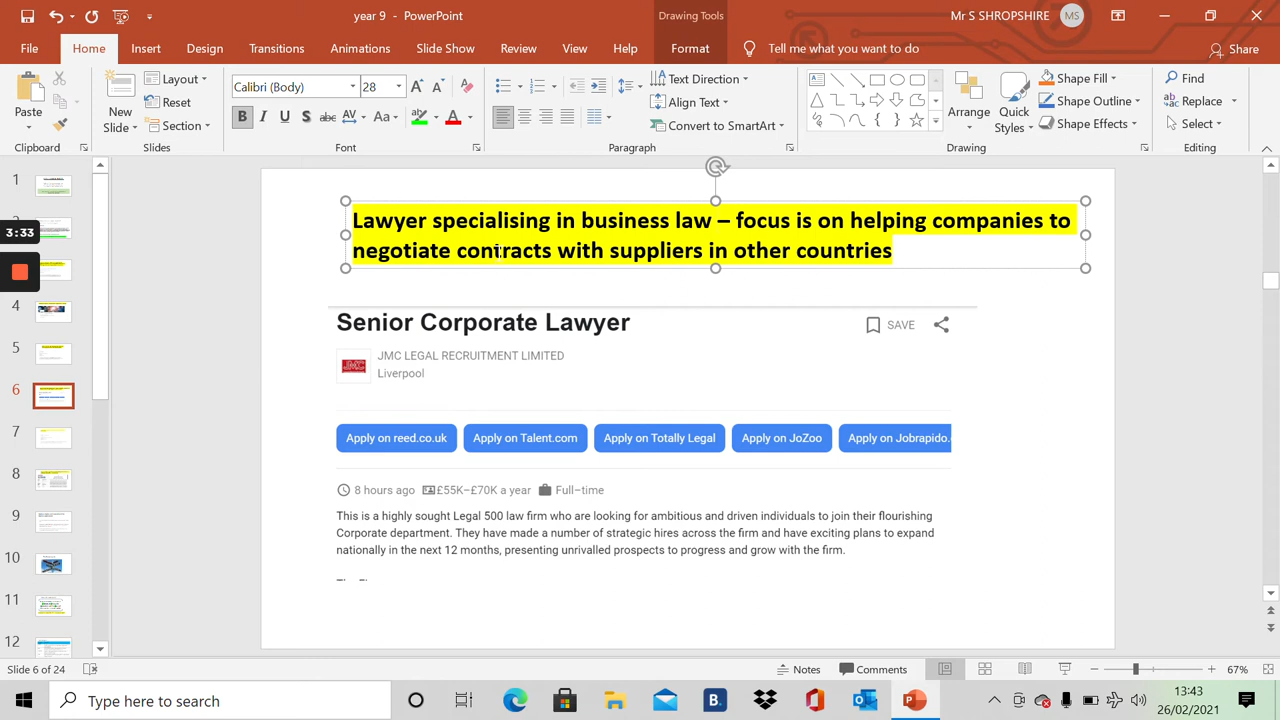 year 9 - PowerPoint
Drawing Tools
Mr S SHROPSHIRE
MS
File
Home
Insert
Design
Transitions
Animations
Slide Show
Review
View
Help
Format
Tell me what you want to do
Share
Paste
Clipboard
New Slide
Layout
Reset
Section
Slides
Calibri (Body)
28
Font
Text Direction
Align Text
Convert to SmartArt
Paragraph
Arrange
Quick Styles
Shape Fill
Shape Outline
Shape Effects
Drawing
Find
Replace
Select
Editing
3:33
1
4
5
6
7
8
9
10
11
12
Lawyer specialising in business law – focus is on helping companies to
negotiate contracts with suppliers in other countries
Senior Corporate Lawyer
SAVE
JMC LEGAL RECRUITMENT LIMITED
Liverpool
Apply on reed.co.uk
Apply on Talent.com
Apply on Totally Legal
Apply on JoZoo
Apply on Jobrapido.
8 hours ago
£55K–£70K a year
Full–time
This is a highly sought Legal 500 law firm who are looking for ambitious and driven individuals to join their flourishing
Corporate department. They have made a number of strategic hires across the firm and have exciting plans to expand
nationally in the next 12 months, presenting unrivalled prospects to progress and grow with the firm.
Slide 6 of 24
Notes
Comments
67%
Type here to search
13:43
26/02/2021